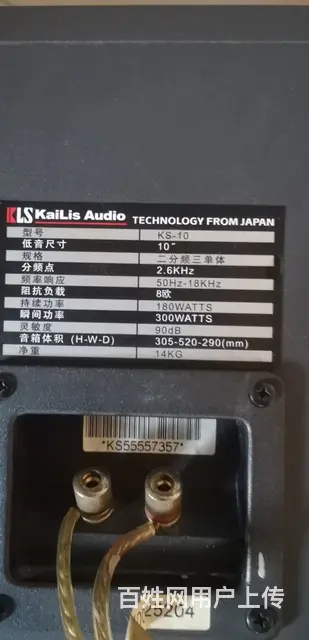 KLS KaiLis Audio TECHNOLOGY FROM JAPAN
型号 KS-10
低音尺寸 10"
规格 二分频三单体
分频点 2.6KHz
频率响应 50Hz-18KHz
阻抗负载 8欧
持续功率 180WATTS
瞬间功率 300WATTS
灵敏度 90dB
音箱体积 (H-W-D) 305-520-290(mm)
净重 14KG
*KS55557357*
25204
百姓网用户上传